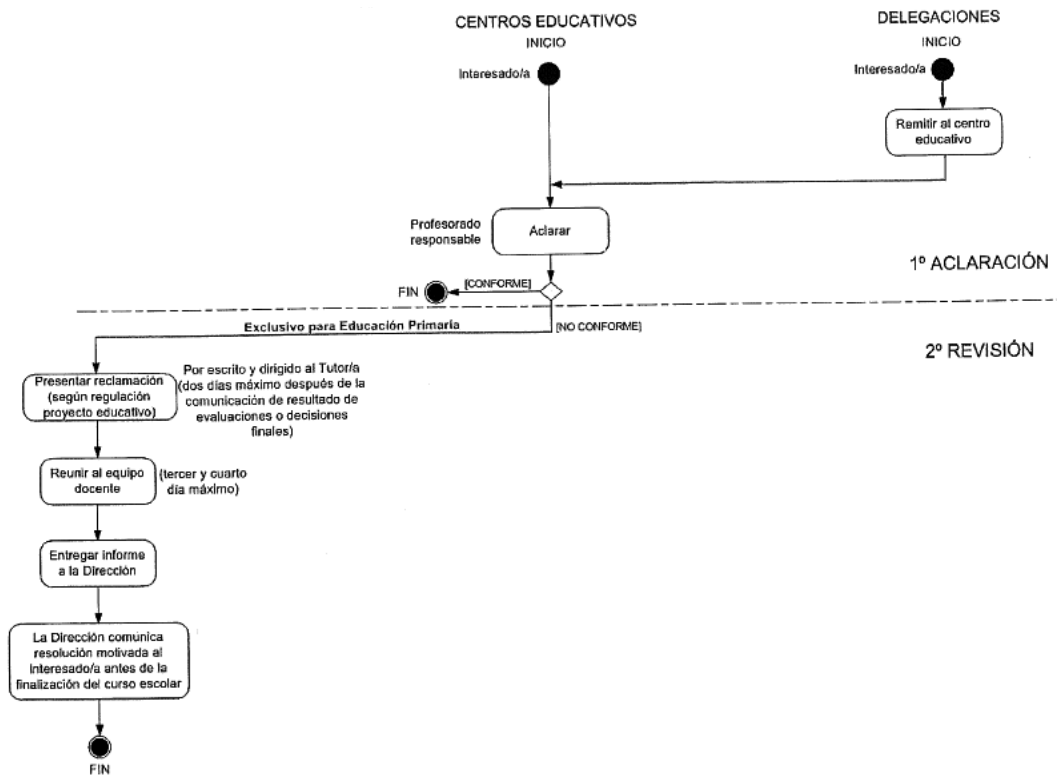 CENTROS EDUCATIVOS
INICIO
Interesado/a
DELEGACIONES
INICIO
Interesado/a
Remitir al centro
educativo
Profesorado
responsable
Aclarar
1º ACLARACIÓN
FIN
[CONFORME]
Exclusivo para Educación Primaria
[NO CONFORME]
2º REVISIÓN
Presentar reclamación
(según regulación
proyecto educativo)
Por escrito y dirigido al Tutor/a
(dos días máximo después de la
comunicación de resultado de
evaluaciones o decisiones
finales)
Reunir al equipo
docente
(tercer y cuarto
día máximo)
Entregar informe
a la Dirección
La Dirección comunica
resolución motivada al
interesado/a antes de la
finalización del curso escolar
FIN